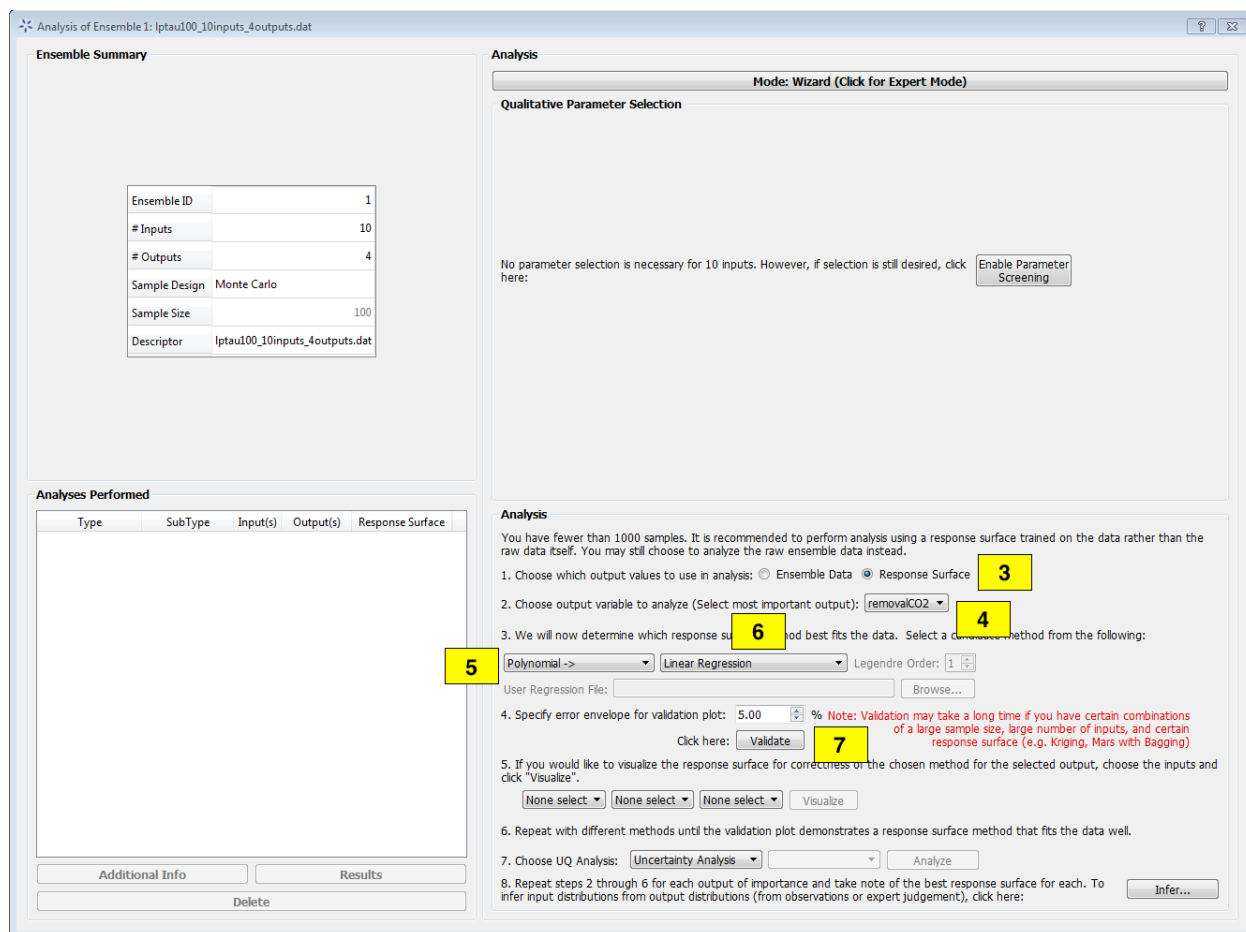 Analysis of Ensemble 1: lptau100_10inputs_4outputs.dat
Ensemble Summary
Ensemble ID 1
# Inputs 10
# Outputs 4
Sample Design Monte Carlo
Sample Size 100
Descriptor lptau100_10inputs_4outputs.dat
Analyses Performed
Type SubType Input(s) Output(s) Response Surface
Additional Info Results
Delete
Analysis
Mode: Wizard (Click for Expert Mode)
Qualitative Parameter Selection
No parameter selection is necessary for 10 inputs. However, if selection is still desired, click
here:
Enable Parameter
Screening
Analysis
You have fewer than 1000 samples. It is recommended to perform analysis using a response surface trained on the data rather than the
raw data itself. You may still choose to analyze the raw ensemble data instead.
1. Choose which output values to use in analysis: Ensemble Data Response Surface 3
2. Choose output variable to analyze (Select most important output): removalCO2 4
3. We will now determine which response su 6 od best fits the data. Select a candidate method from the following:
5 Polynomial -> Linear Regression Legendre Order: 1
User Regression File: Browse...
4. Specify error envelope for validation plot: 5.00 % Note: Validation may take a long time if you have certain combinations
of a large sample size, large number of inputs, and certain
response surface (e.g. Kriging, Mars with Bagging)
Click here: Validate 7
5. If you would like to visualize the response surface for correctness of the chosen method for the selected output, choose the inputs and
click "Visualize".
None select None select None select Visualize
6. Repeat with different methods until the validation plot demonstrates a response surface method that fits the data well.
7. Choose UQ Analysis: Uncertainty Analysis Analyze
8. Repeat steps 2 through 6 for each output of importance and take note of the best response surface for each. To
infer input distributions from output distributions (from observations or expert judgement), click here:
Infer...